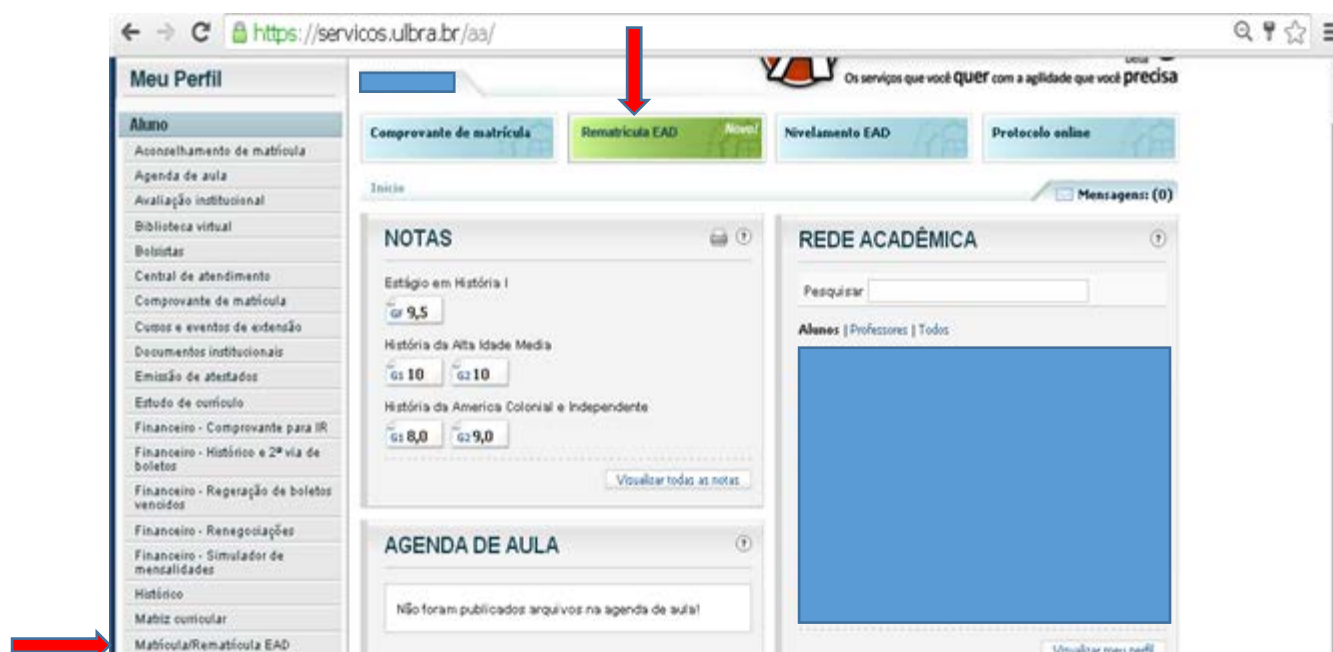 https://servicos.ulbra.br/aa/
Meu Perfil
beta
Os serviços que você quer com a agilidade que você precisa
Aluno
Aconselhamento de matrícula
Agenda de aula
Avaliação institucional
Biblioteca virtual
Bolsistas
Central de atendimento
Comprovante de matrícula
Cursos e eventos de extensão
Documentos institucionais
Emissão de atestados
Estudo de currículo
Financeiro - Comprovante para IR
Financeiro - Histórico e 2ª via de
boletos
Financeiro - Regeração de boletos
vencidos
Financeiro - Renegociações
Financeiro - Simulador de
mensalidades
Histórico
Matriz curricular
Matrícula/Rematrícula EAD
Comprovante de matrícula
Rematrícula EAD Novo!
Nivelamento EAD
Protocolo online
Início
Mensagens: (0)
NOTAS
Estágio em História I
GF 9,5
História da Alta Idade Media
G1 10 G2 10
História da America Colonial e Independente
G1 8,0 G2 9,0
Visualizar todas as notas
AGENDA DE AULA
Não foram publicados arquivos na agenda de aula!
REDE ACADÊMICA
Pesquisar
Alunos | Professores | Todos
Visualizar meu perfil